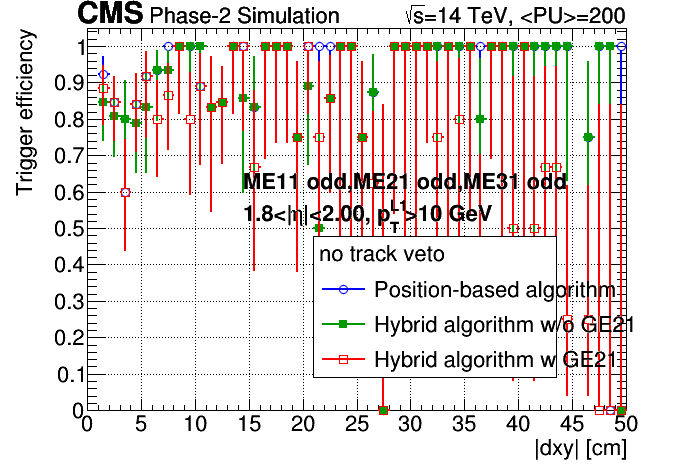 CMS Phase-2 Simulation √s=14 TeV, <PU>=200
Trigger efficiency
1
0.9
0.8
0.7
0.6
0.5
0.4
0.3
0.2
0.1
0
ME11 odd,ME21 odd,ME31 odd
1.8<|η|<2.00, p_T^L1>10 GeV
no track veto
Position-based algorithm
Hybrid algorithm w/o GE21
Hybrid algorithm w GE21
0 5 10 15 20 25 30 35 40 45 50
|dxy| [cm]